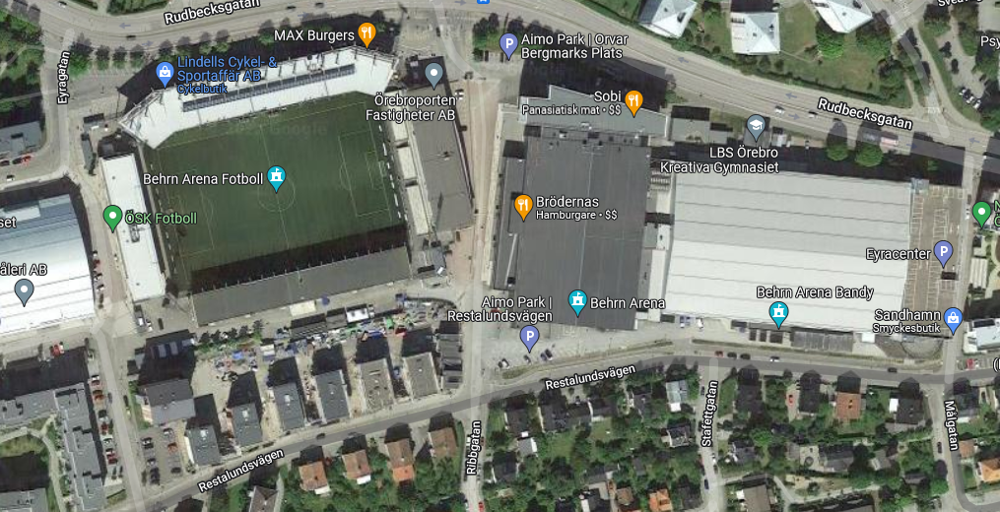 Rudbecksgatan
MAX Burgers
Aimo Park | Orvar
Bergmarks Plats
Eyragatan
Lindells Cykel- &
Sportaffär AB
Cykelbutik
Örebroporten
Fastigheter AB
Sobi
Panasiatisk mat • $$
Rudbecksgatan
LBS Örebro
Kreativa Gymnasiet
Behrn Arena Fotboll
Brödernas
Hamburgare • $$
ÖSK Fotboll
Eyracenter
åleri AB
Behrn Arena Bandy
Aimo Park |
Restalundsvägen
Behrn Arena
Sandhamn
Smyckesbutik
Restalundsvägen
Stafettgatan
Målgatan
Ribbgatan
Restalundsvägen